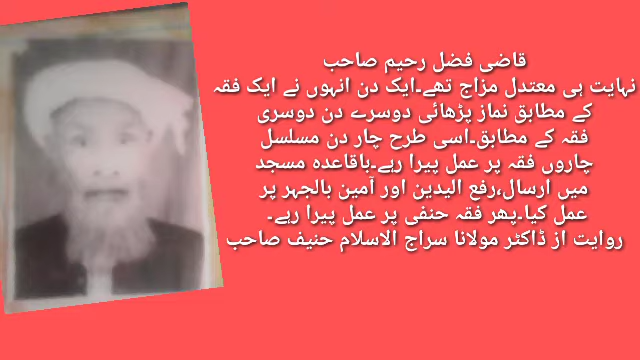 قاضی فضل رحیم صاحب
نہایت ہی معتدل مزاج تھے۔ایک دن انہوں نے ایک فقہ
کے مطابق نماز پڑھائی دوسرے دن دوسری
فقہ کے مطابق۔اسی طرح چار دن مسلسل
چاروں فقہ پر عمل پیرا رہے۔باقاعدہ مسجد
میں ارسال،رفع الیدین اور آمین بالجہر پر
عمل کیا۔پھر فقہ حنفی پر عمل پیرا رہے۔
روایت از ڈاکٹر مولانا سراج الاسلام حنیف صاحب